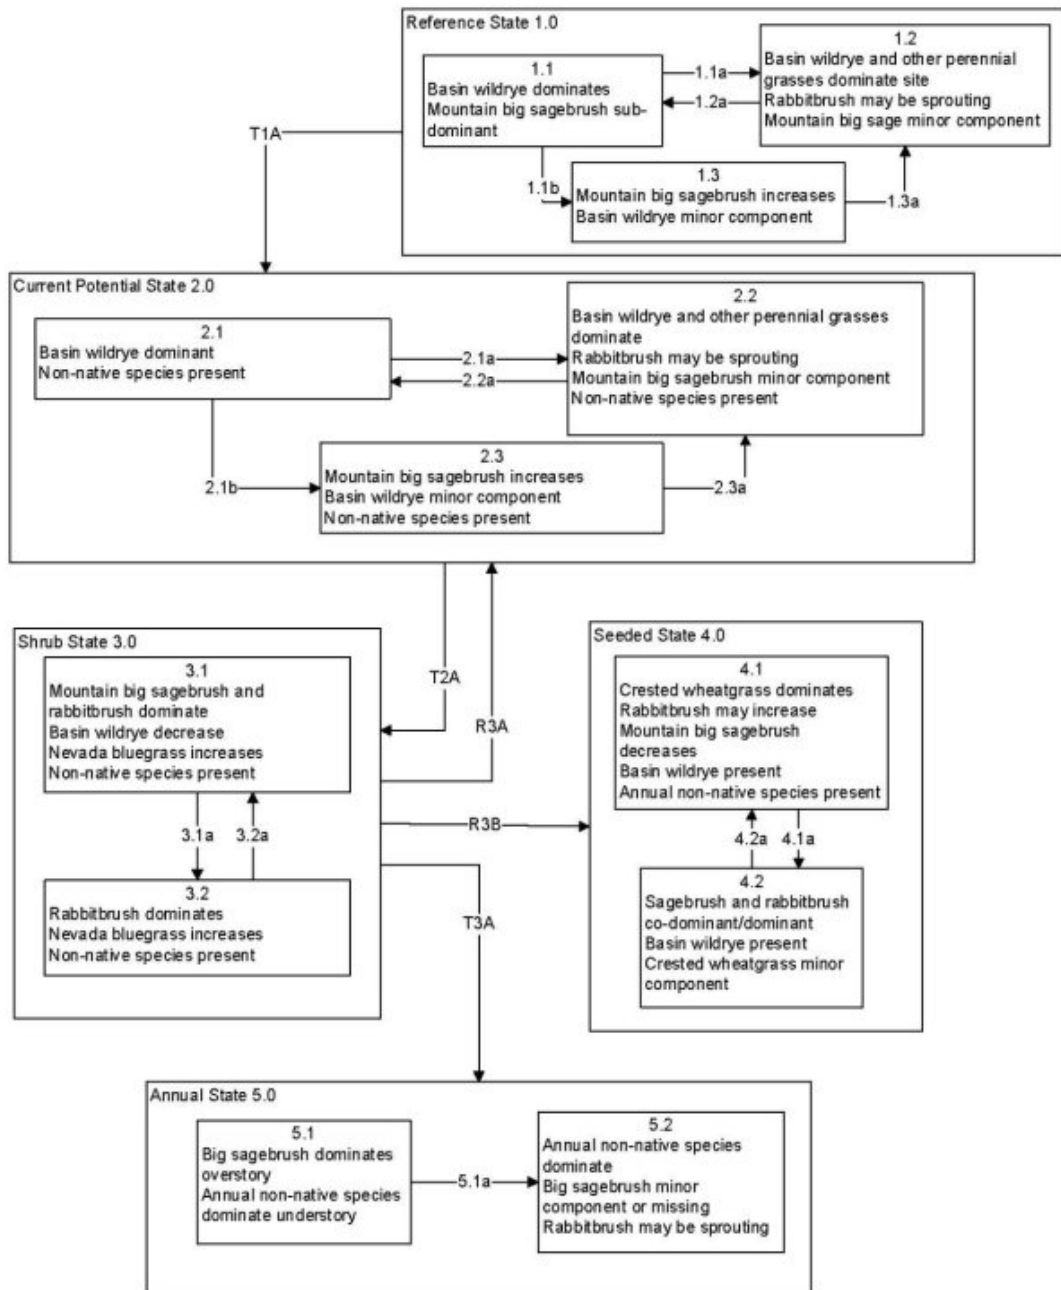 Reference State 1.0
1.1
Basin wildrye dominates
Mountain big sagebrush sub-
dominant
1.1a
1.2a
1.2
Basin wildrye and other perennial
grasses dominate site
Rabbitbrush may be sprouting
Mountain big sage minor component
T1A
1.1b
1.3
Mountain big sagebrush increases
Basin wildrye minor component
1.3a
Current Potential State 2.0
2.1
Basin wildrye dominant
Non-native species present
2.1a
2.2a
2.2
Basin wildrye and other perennial grasses
dominate
Rabbitbrush may be sprouting
Mountain big sagebrush minor component
Non-native species present
2.1b
2.3
Mountain big sagebrush increases
Basin wildrye minor component
Non-native species present
2.3a
T2A
R3A
Shrub State 3.0
3.1
Mountain big sagebrush and
rabbitbrush dominate
Basin wildrye decrease
Nevada bluegrass increases
Non-native species present
3.1a
3.2a
3.2
Rabbitbrush dominates
Nevada bluegrass increases
Non-native species present
R3B
T3A
Seeded State 4.0
4.1
Crested wheatgrass dominates
Rabbitbrush may increase
Mountain big sagebrush
decreases
Basin wildrye present
Annual non-native species present
4.2a
4.1a
4.2
Sagebrush and rabbitbrush
co-dominant/dominant
Basin wildrye present
Crested wheatgrass minor
component
Annual State 5.0
5.1
Big sagebrush dominates
overstory
Annual non-native species
dominate understory
5.1a
5.2
Annual non-native species
dominate
Big sagebrush minor
component or missing
Rabbitbrush may be sprouting